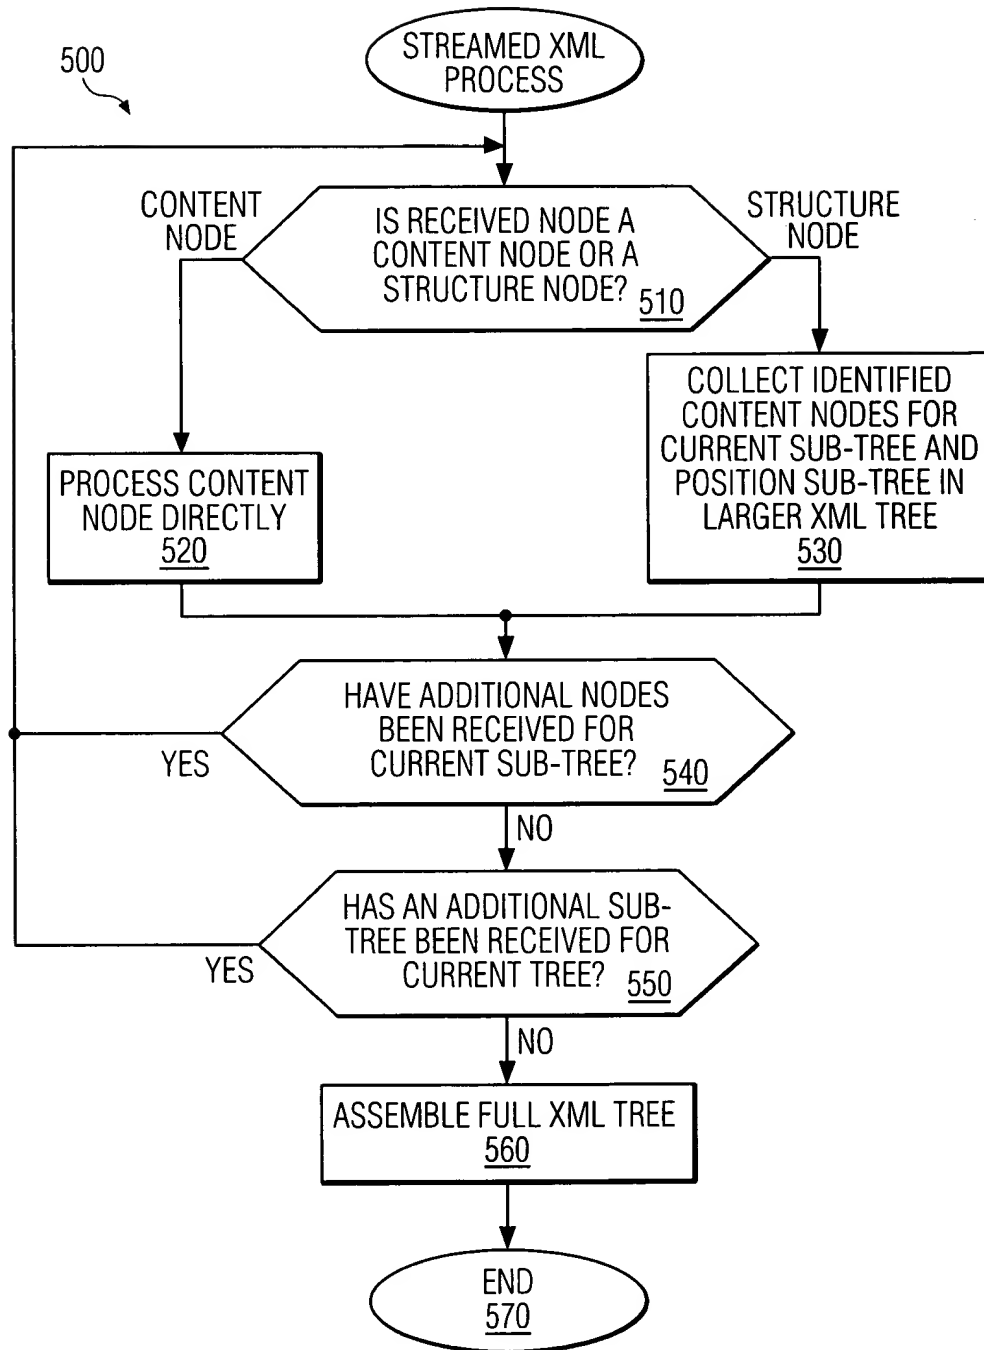 500
STREAMED XML
PROCESS
CONTENT
NODE
IS RECEIVED NODE A
CONTENT NODE OR A
STRUCTURE NODE?
510
STRUCTURE
NODE
PROCESS CONTENT
NODE DIRECTLY
520
COLLECT IDENTIFIED
CONTENT NODES FOR
CURRENT SUB-TREE AND
POSITION SUB-TREE IN
LARGER XML TREE
530
HAVE ADDITIONAL NODES
BEEN RECEIVED FOR
CURRENT SUB-TREE?
540
YES
NO
HAS AN ADDITIONAL SUB-
TREE BEEN RECEIVED FOR
CURRENT TREE?
550
YES
NO
ASSEMBLE FULL XML TREE
560
END
570